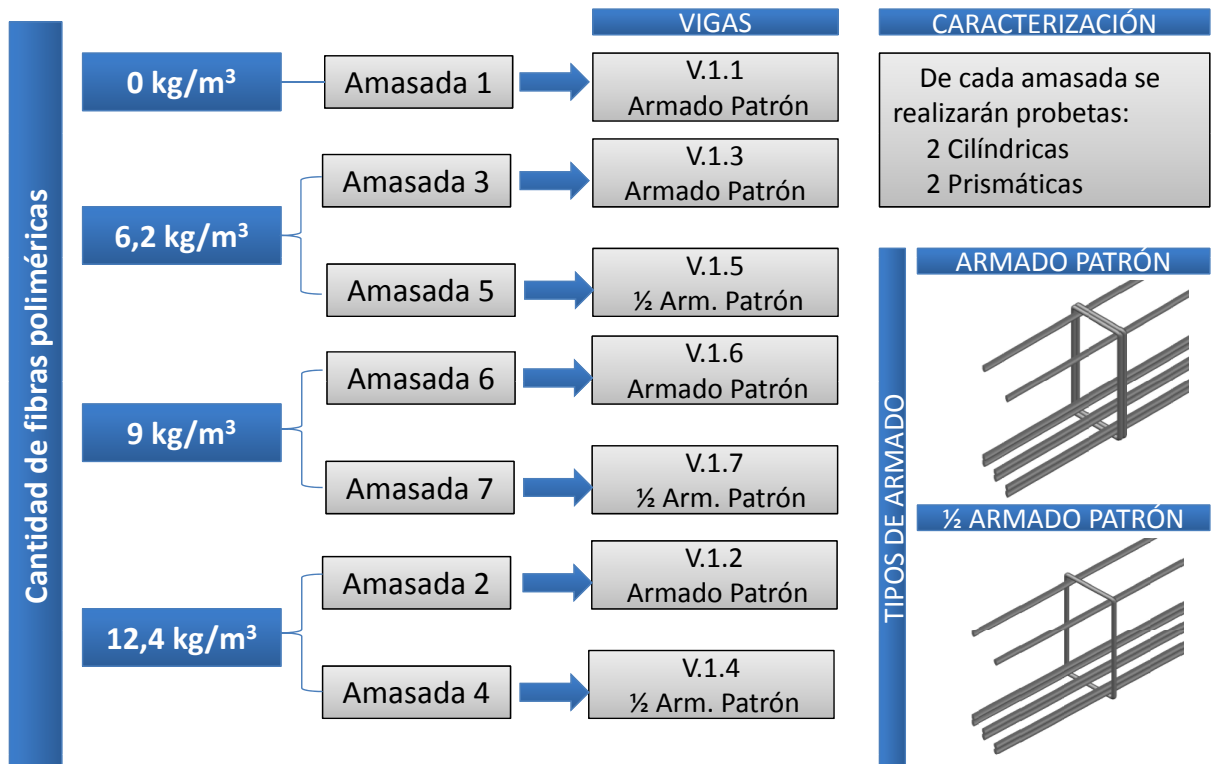 Cantidad de fibras poliméricas
VIGAS
0 kg/m³
Amasada 1
V.1.1
Armado Patrón
6,2 kg/m³
Amasada 3
V.1.3
Armado Patrón
Amasada 5
V.1.5
½ Arm. Patrón
9 kg/m³
Amasada 6
V.1.6
Armado Patrón
Amasada 7
V.1.7
½ Arm. Patrón
12,4 kg/m³
Amasada 2
V.1.2
Armado Patrón
Amasada 4
V.1.4
½ Arm. Patrón
CARACTERIZACIÓN
De cada amasada se
realizarán probetas:
2 Cilíndricas
2 Prismáticas
TIPOS DE ARMADO
ARMADO PATRÓN
½ ARMADO PATRÓN